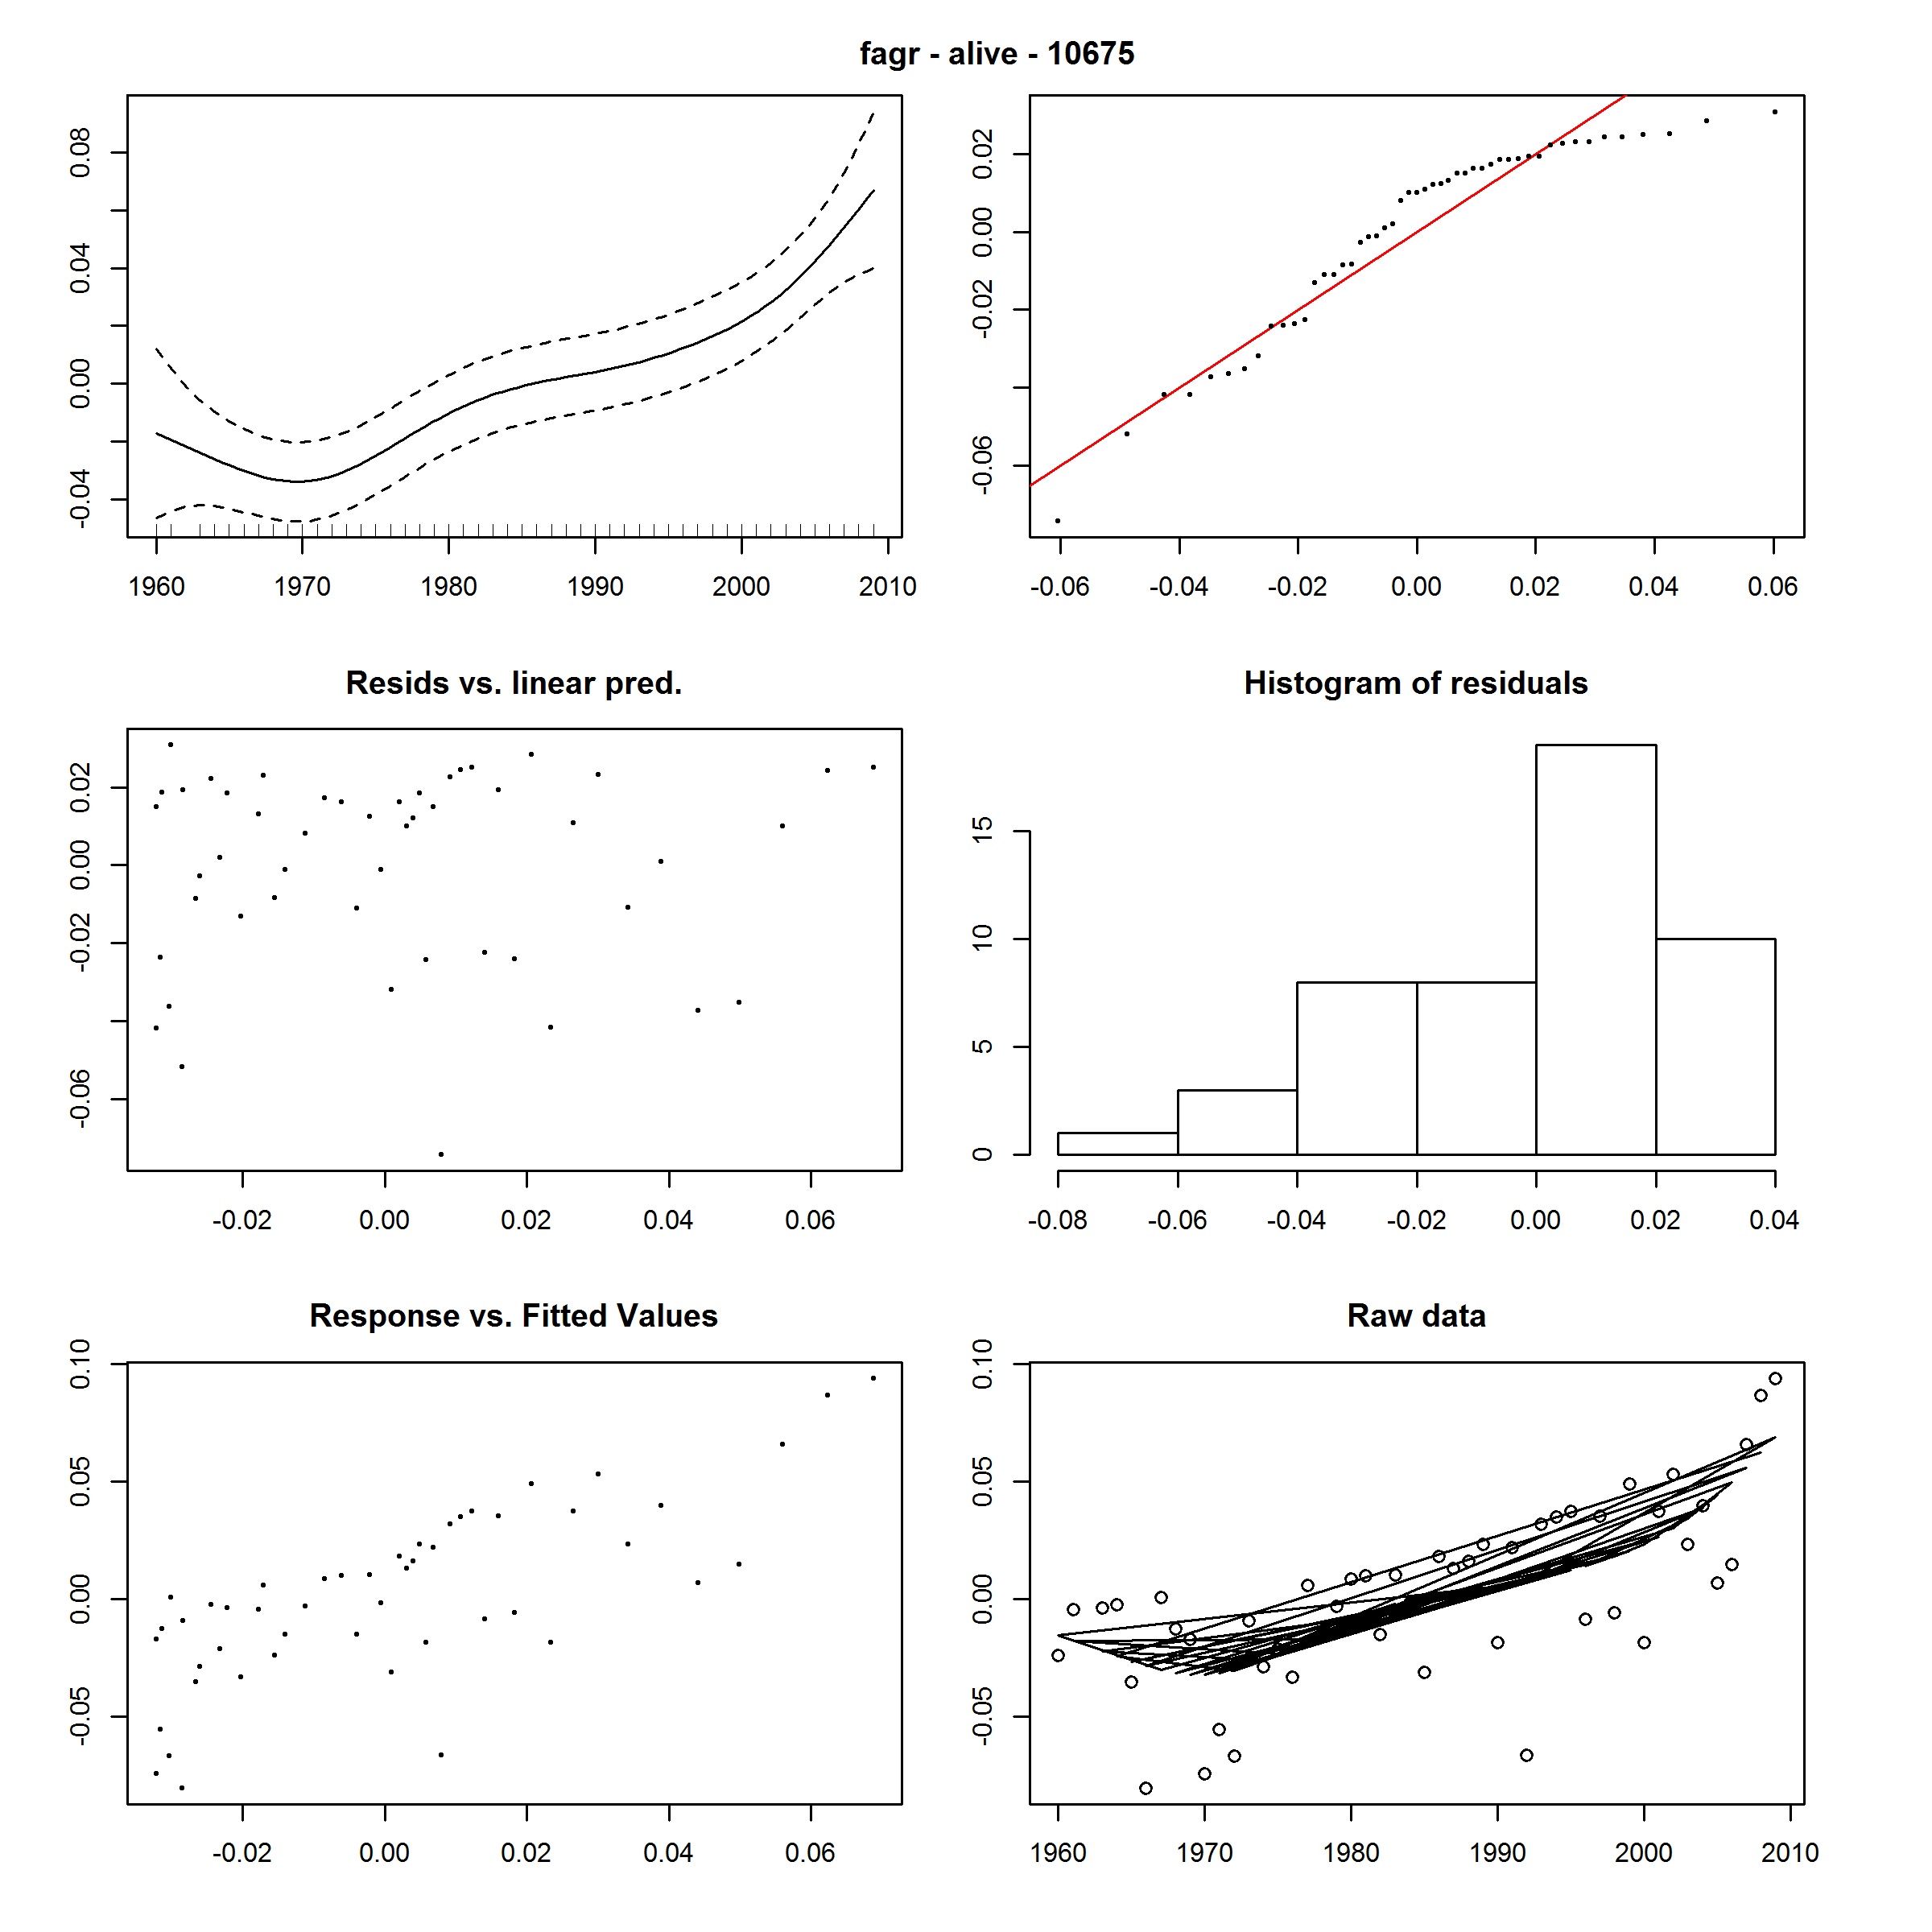 fagr - alive - 10675
-0.04 0.00 0.04 0.08
1960 1970 1980 1990 2000 2010
-0.06 -0.02 0.00 0.02
-0.06 -0.04 -0.02 0.00 0.02 0.04 0.06
Resids vs. linear pred.
-0.06 -0.02 0.00 0.02
-0.02 0.00 0.02 0.04 0.06
Histogram of residuals
0 5 10 15
-0.08 -0.06 -0.04 -0.02 0.00 0.02 0.04
Response vs. Fitted Values
-0.05 0.00 0.05 0.10
-0.02 0.00 0.02 0.04 0.06
Raw data
-0.05 0.00 0.05 0.10
1960 1970 1980 1990 2000 2010